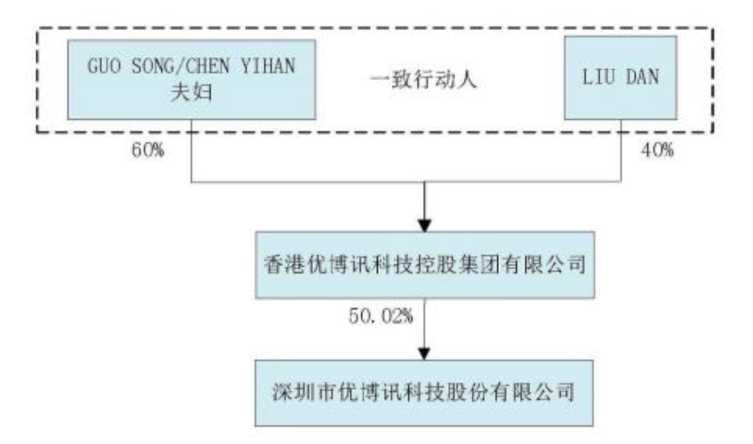 GUO SONG/CHEN YIHAN
夫妇
一致行动人
LIU DAN
60%
40%
香港优博讯科技控股集团有限公司
50.02%
深圳市优博讯科技股份有限公司